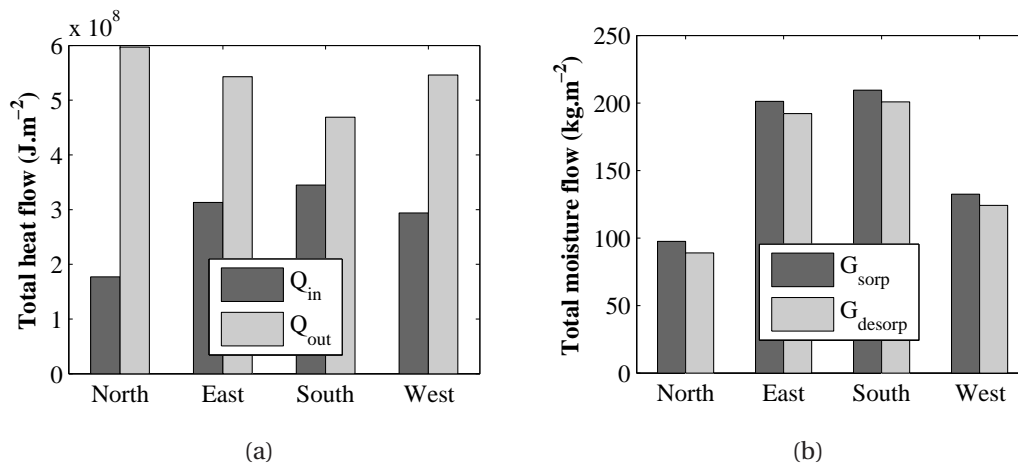 x 10^8
6
5
4
3
2
1
0
Total heat flow (J.m^−2)
Q_in
Q_out
North East South West
(a)
250
200
150
100
50
0
Total moisture flow (kg.m^−2)
G_sorp
G_desorp
North East South West
(b)